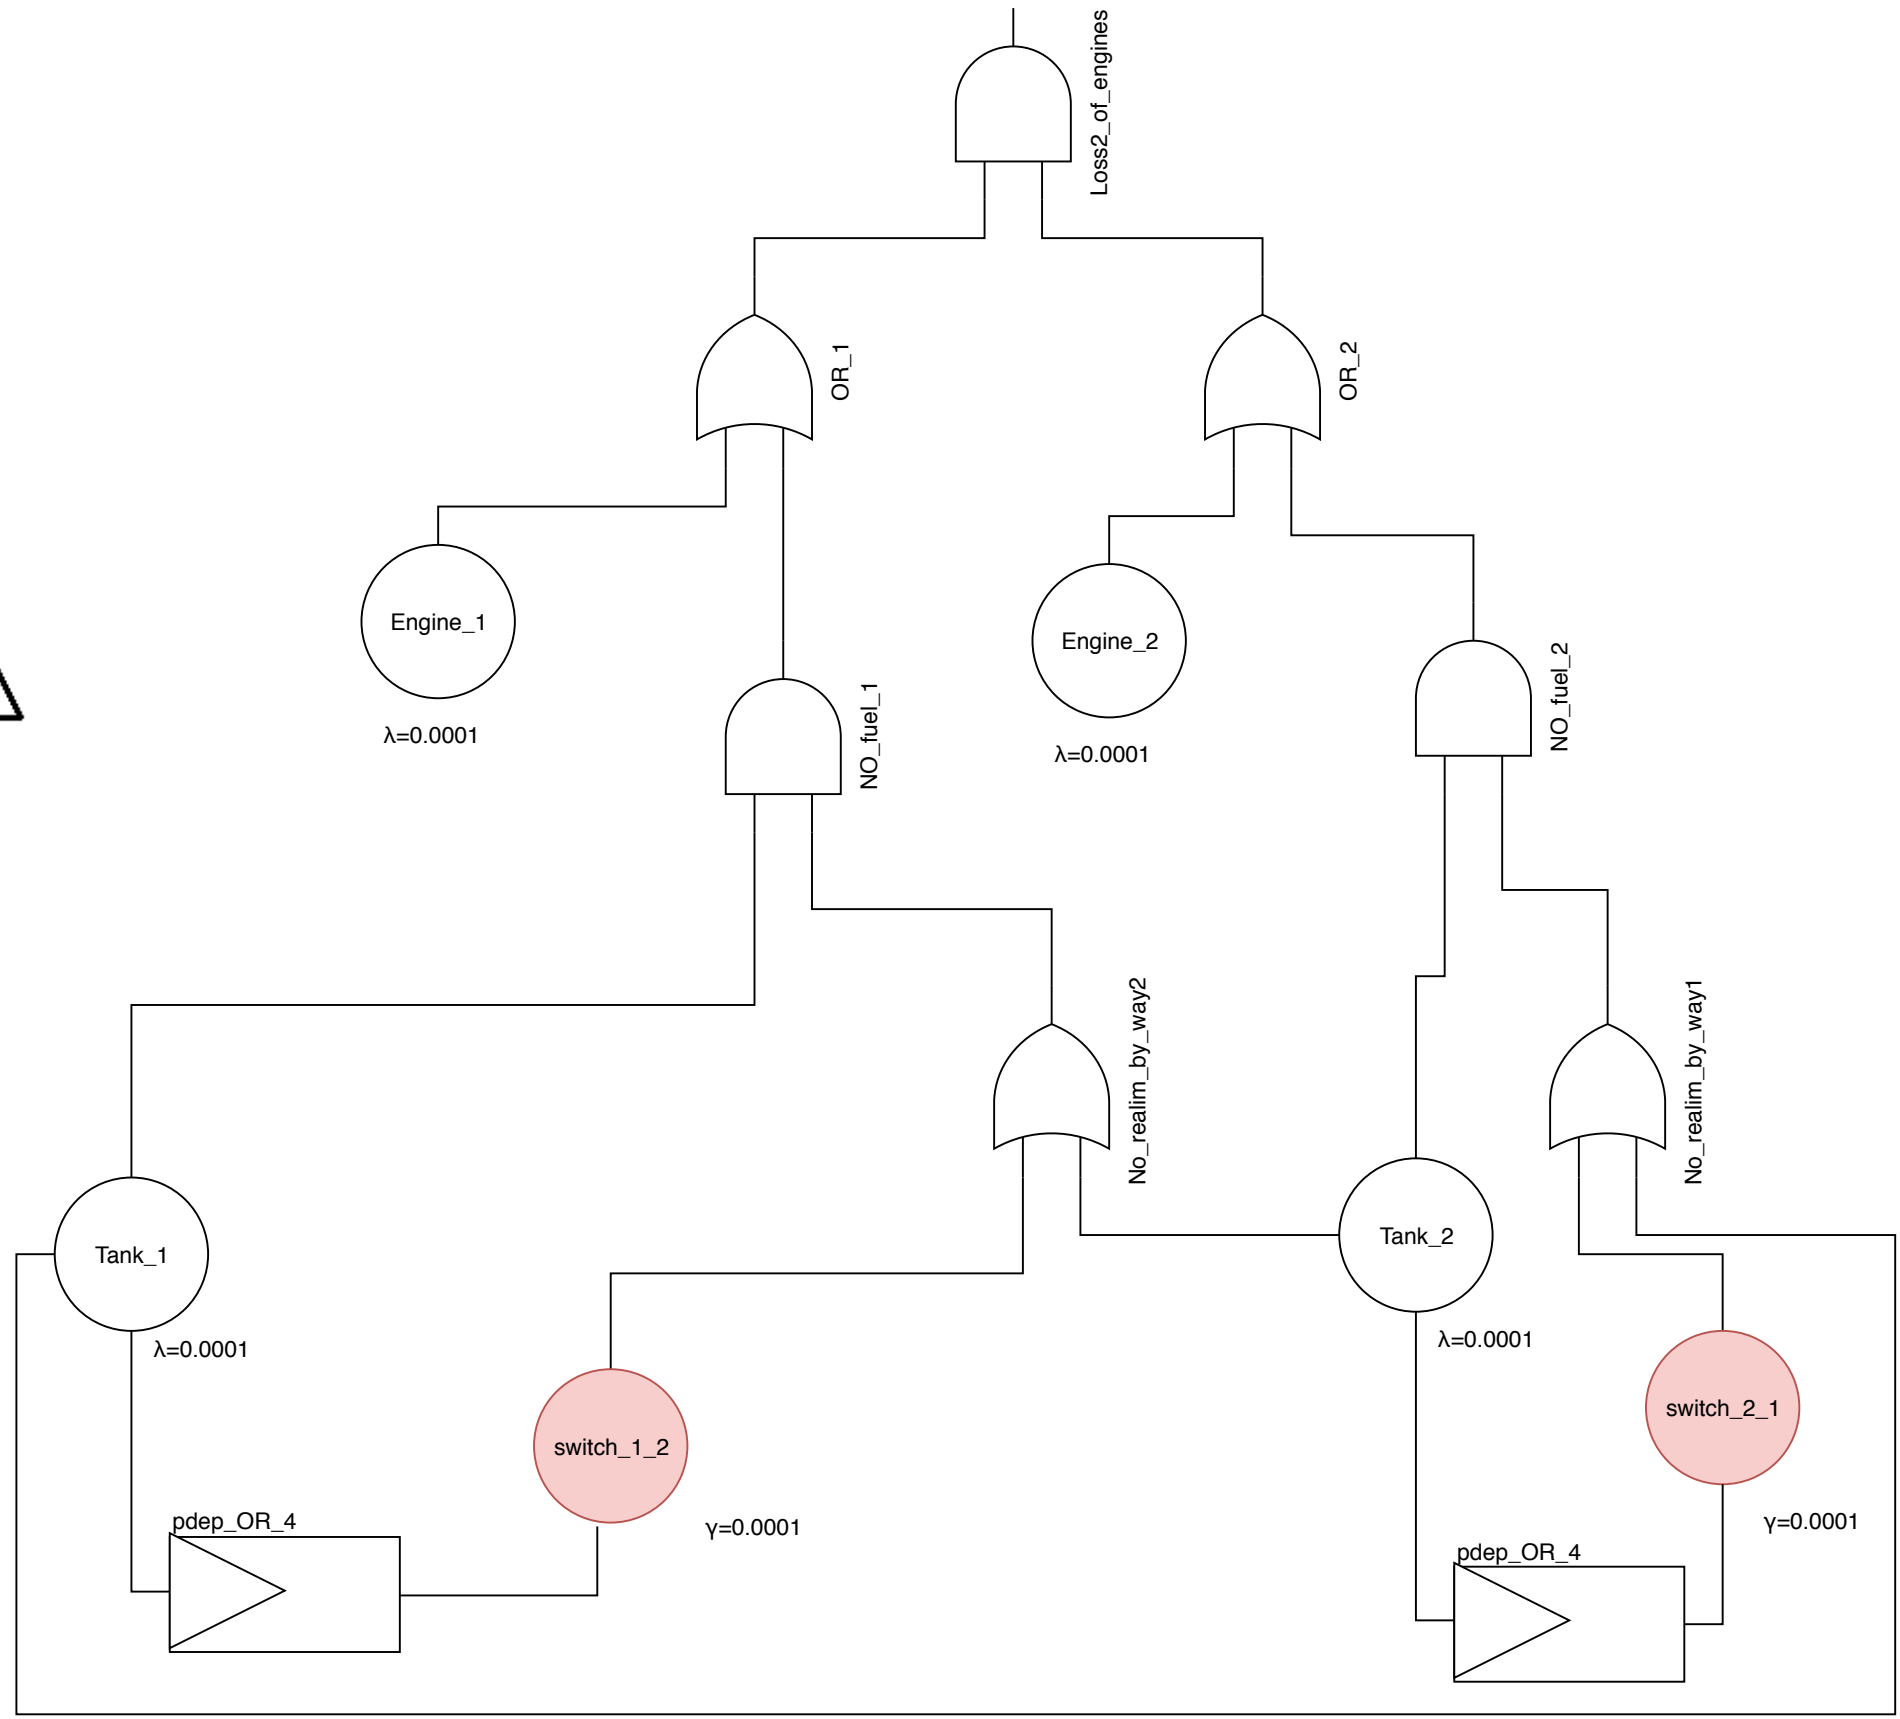 Loss2_of_engines
OR_1
OR_2
Engine_1
λ=0.0001
Engine_2
λ=0.0001
NO_fuel_1
NO_fuel_2
No_realim_by_way2
No_realim_by_way1
Tank_1
λ=0.0001
Tank_2
λ=0.0001
switch_1_2
γ=0.0001
switch_2_1
γ=0.0001
pdep_OR_4
pdep_OR_4